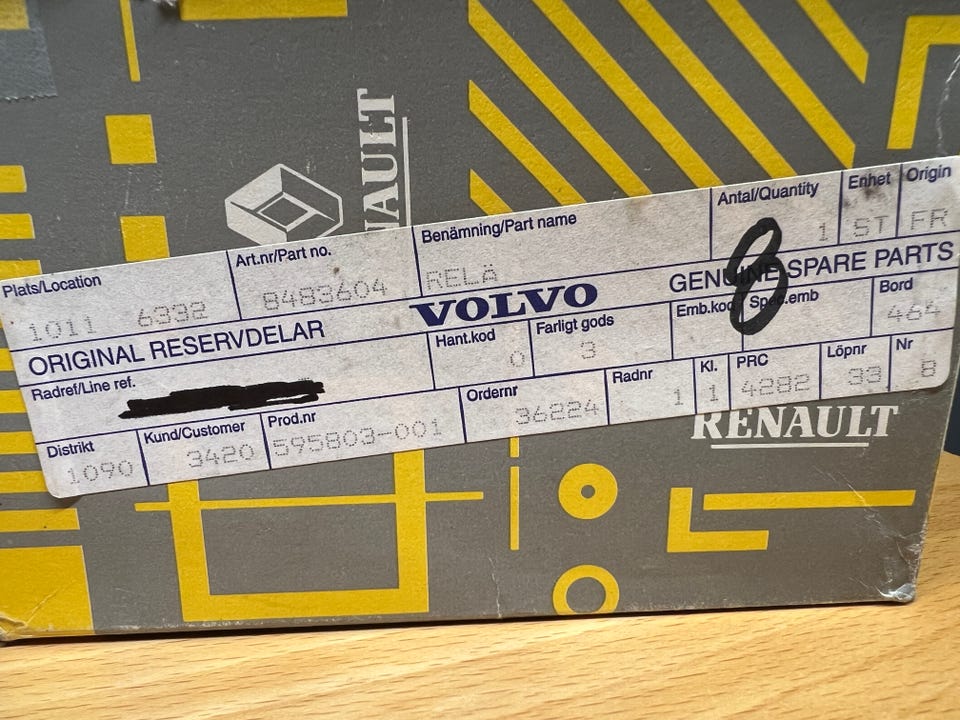 RENAULT
Plats/Location
1011 6332
Art.nr/Part no.
8483604
Benämning/Part name
RELÄ
Antal/Quantity
1
Enhet
ST
Origin
FR
8
ORIGINAL RESERVDELAR
VOLVO
GENUINE SPARE PARTS
Radref/Line ref.
Hant.kod
0
Farligt gods
3
Emb.kod
Spec.emb
Bord
464
Distrikt
1090
Kund/Customer
3420
Prod.nr
595803-001
Ordernr
36224
Radnr
1
Kl.
1
PRC
4282
Löpnr
33
Nr
8
RENAULT